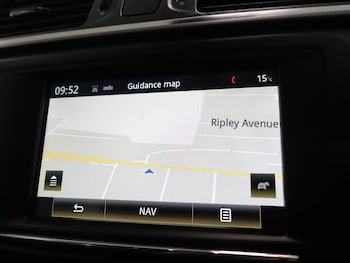 09:52 Guidance map 15°C
Ripley Avenue
NAV